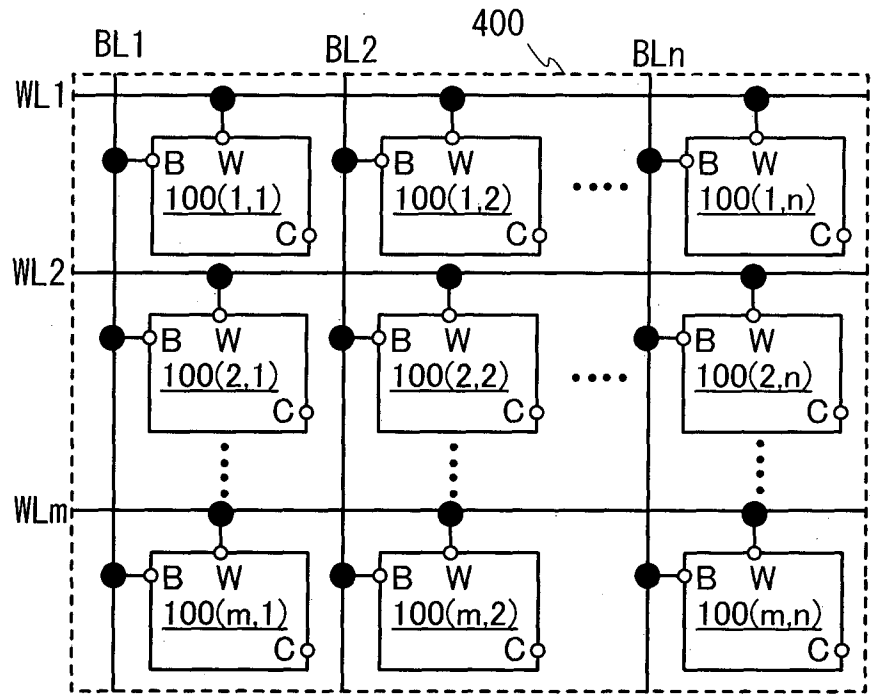 BL1 BL2 400 BLn
WL1
B W B W B W
100(1,1) 100(1,2) •••• 100(1,n)
C C C
WL2
B W B W B W
100(2,1) 100(2,2) •••• 100(2,n)
C C C
WLm
B W B W B W
100(m,1) 100(m,2) 100(m,n)
C C C